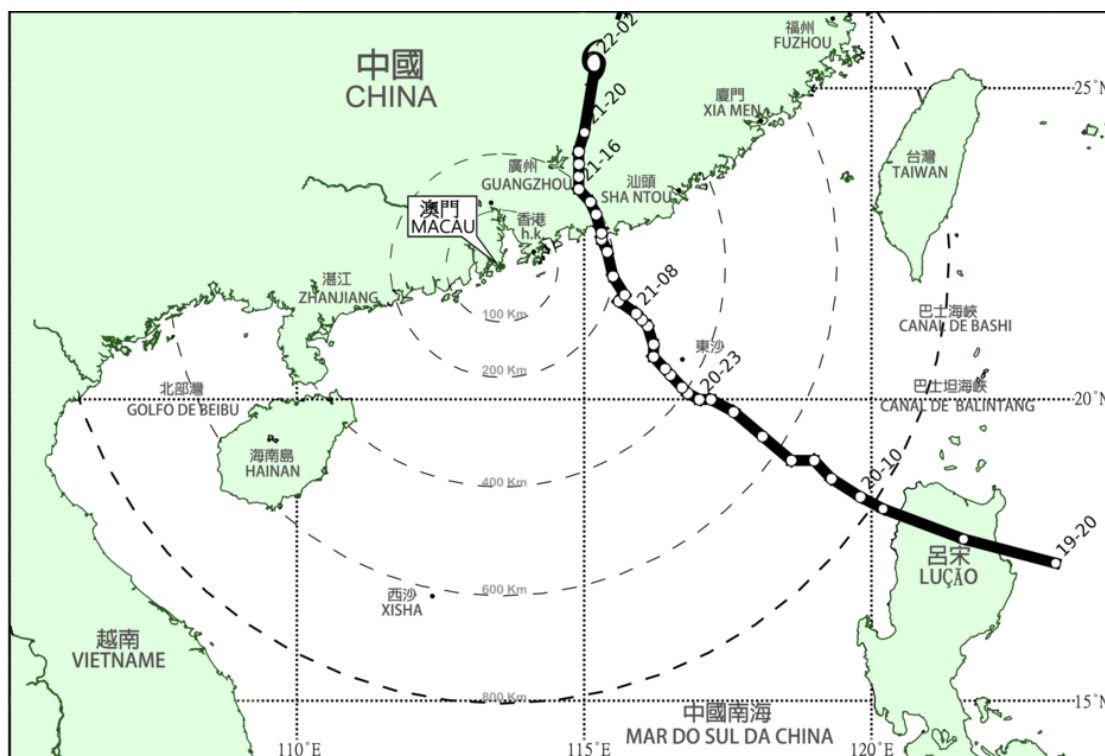 22-02
福州
FUZHOU
中國
CHINA
25°N
21-20
廈門
XIA MEN
台灣
TAIWAN
21-16
廣州
GUANGZHOU
汕頭
SHA NTOU
澳門
MACAU
香港
h.k.
湛江
ZHANJIANG
100 Km
21-08
巴士海峽
CANAL DE BASHI
東沙
200 Km
20-23
北部灣
GOLFO DE BEIBU
巴士坦海峽
CANAL DE BALINTANG
20°N
海南島
HAINAN
400 Km
20-10
19-20
呂宋
LUÇÃO
600 Km
西沙
XISHA
越南
VIETNAME
800 Km
15°N
中國南海
MAR DO SUL DA CHINA
110°E
115°E
120°E